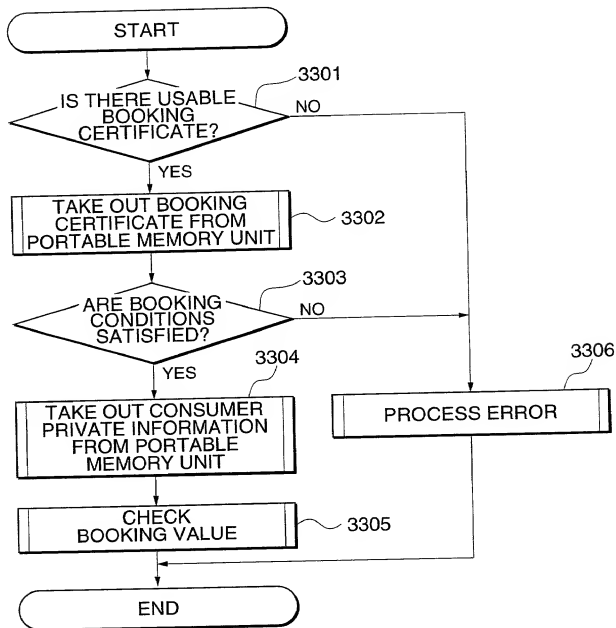 START
3301
IS THERE USABLE
BOOKING
CERTIFICATE?
NO
YES
TAKE OUT BOOKING
CERTIFICATE FROM
PORTABLE MEMORY UNIT
3302
3303
ARE BOOKING
CONDITIONS
SATISFIED?
NO
YES
3304
3306
TAKE OUT CONSUMER
PRIVATE INFORMATION
FROM PORTABLE
MEMORY UNIT
PROCESS ERROR
CHECK
BOOKING VALUE
3305
END